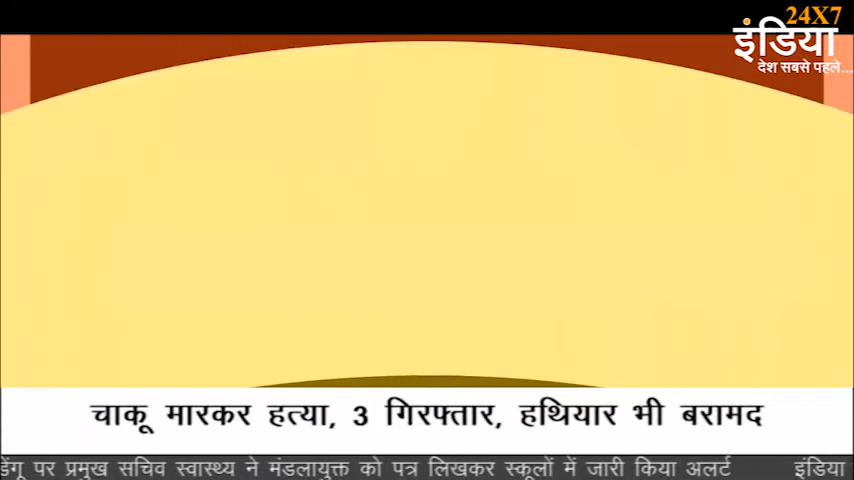 24X7
इंडिया
देश सबसे पहले...
चाकू मारकर हत्या, 3 गिरफ्तार, हथियार भी बरामद
पर प्रमुख सचिव स्वास्थ्य ने मंडलायुक्त को पत्र लिखकर स्कूलों में जारी किया अलर्ट इंडिया